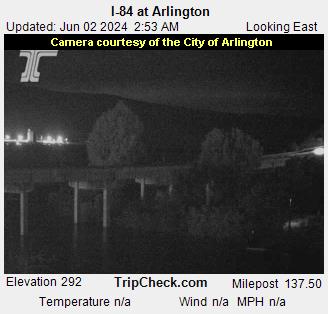 I-84 at Arlington
Updated: Jun 02 2024 2:53 AM Looking East
Camera courtesy of the City of Arlington
Elevation 292 TripCheck.com Milepost 137.50
Temperature n/a Wind n/a MPH n/a